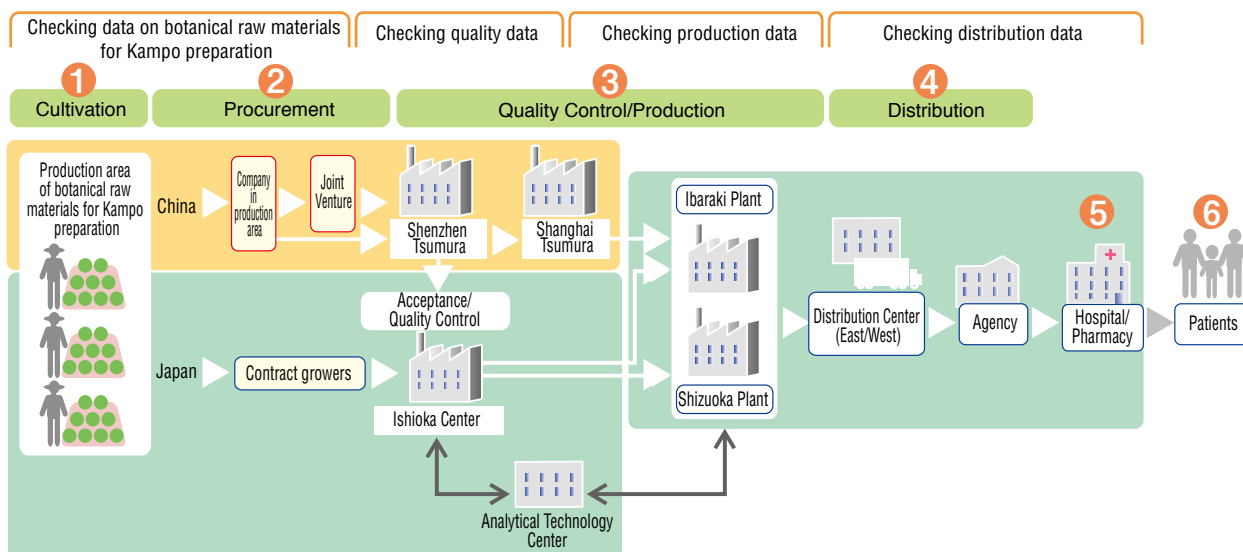 Checking data on botanical raw materials
for Kampo preparation
Checking quality data
Checking production data
Checking distribution data
1
2
3
4
Cultivation
Procurement
Quality Control/Production
Distribution
Production area
of botanical raw
materials for Kampo
preparation
China
Company
in
production
area
Joint
Venture
Shenzhen
Tsumura
Shanghai
Tsumura
Acceptance/
Quality Control
Japan
Contract growers
Ishioka Center
Analytical Technology
Center
Ibaraki Plant
Shizuoka Plant
Distribution Center
(East/West)
Agency
5
Hospital/
Pharmacy
6
Patients